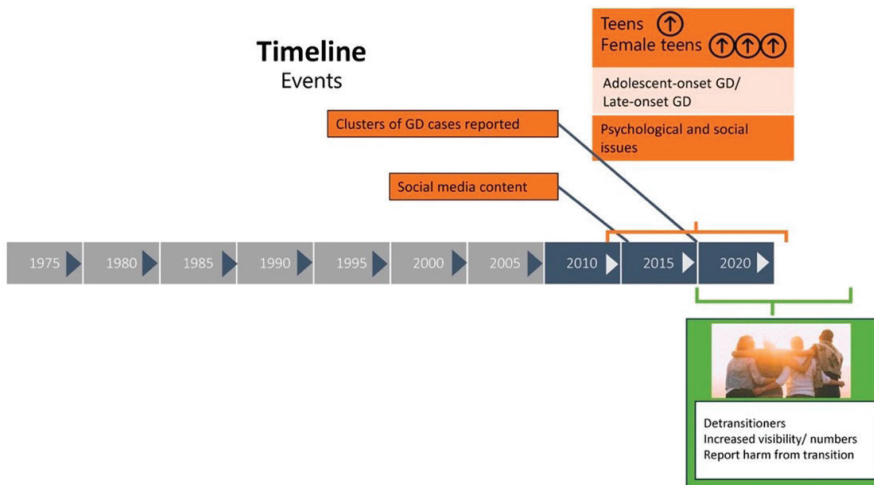 Timeline
Events
Teens
Female teens
Adolescent-onset GD/
Late-onset GD
Psychological and social
issues
Clusters of GD cases reported
Social media content
1975
1980
1985
1990
1995
2000
2005
2010
2015
2020
Detransitioners
Increased visibility/ numbers
Report harm from transition